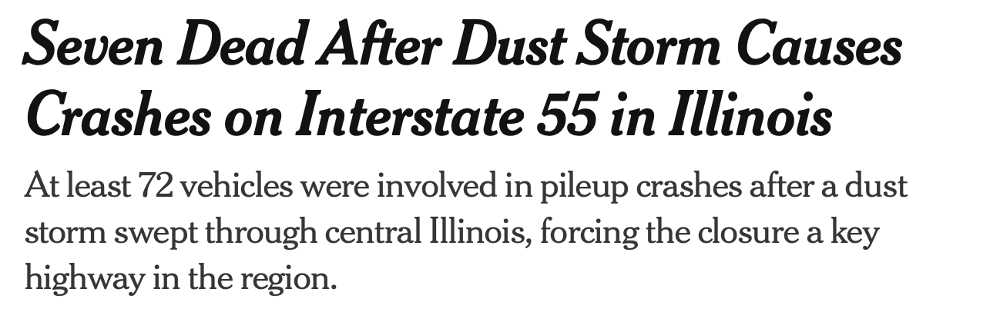 Seven Dead After Dust Storm Causes
Crashes on Interstate 55 in Illinois
At least 72 vehicles were involved in pileup crashes after a dust
storm swept through central Illinois, forcing the closure a key
highway in the region.